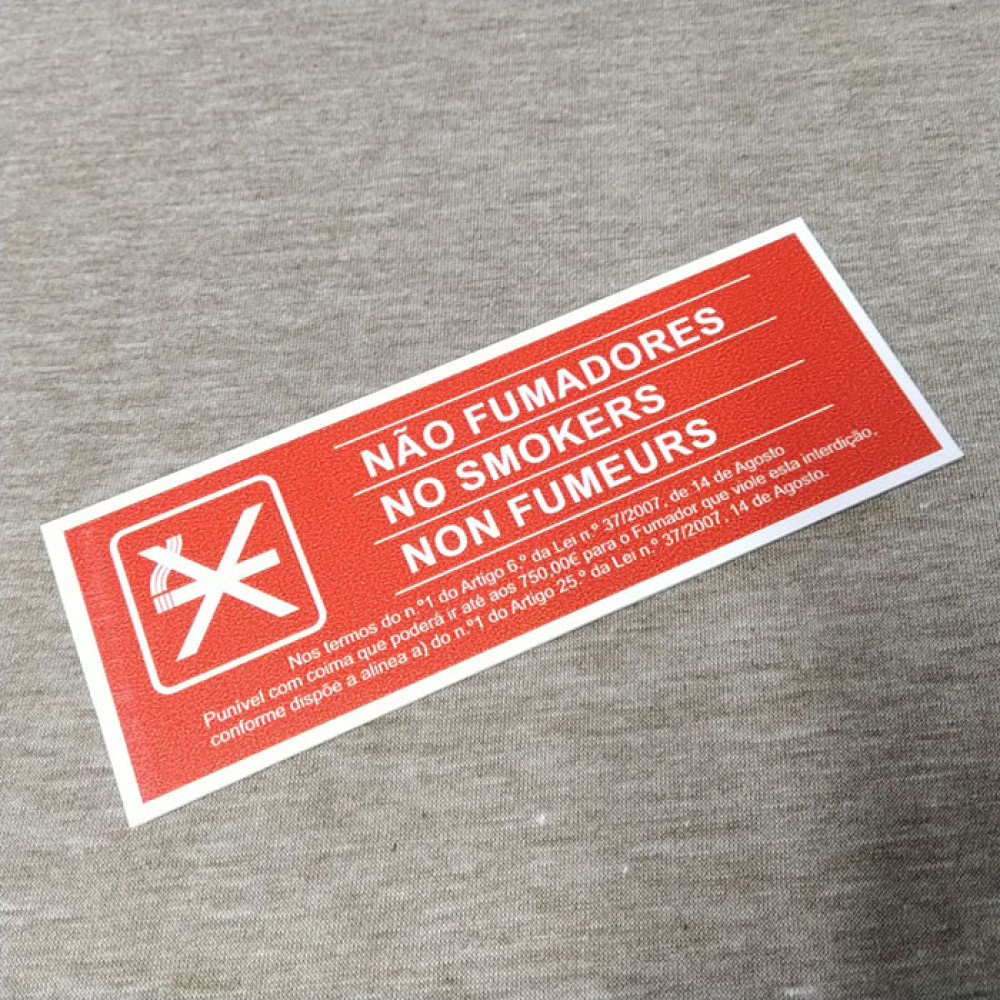 NÃO FUMADORES
NO SMOKERS
NON FUMEURS
Nos termos do n.º1 do Artigo 6.º da Lei n.º 37/2007, de 14 de Agosto
Punível com coima que poderá ir até aos 750,00€ para o Fumador que viole esta interdição,
conforme dispõe a alinea a) do n.º1 do Artigo 25.º da Lei n.º 37/2007, 14 de Agosto.